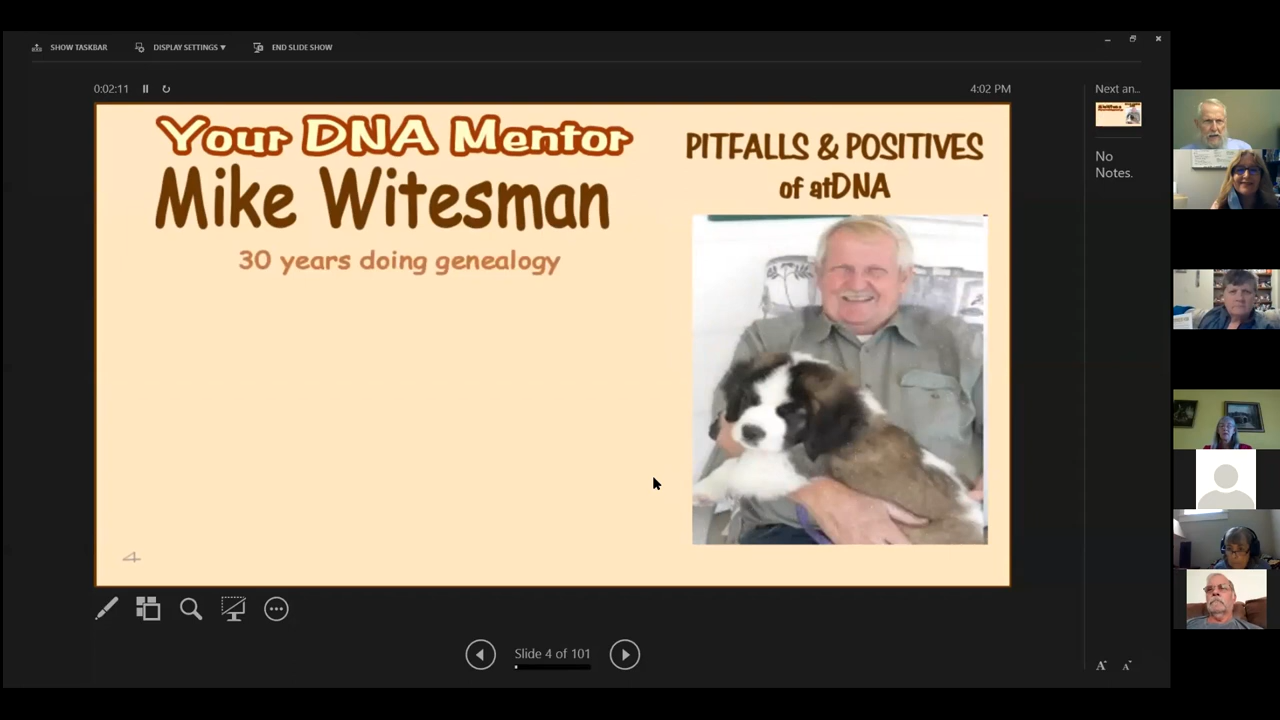 SHOW TASKBAR
DISPLAY SETTINGS ▼
END SLIDE SHOW
0:02:11
4:02 PM
Next an..
No
Notes.
Your DNA Mentor
Mike Witesman
30 years doing genealogy
PITFALLS & POSITIVES
of atDNA
4
Slide 4 of 101
A
A